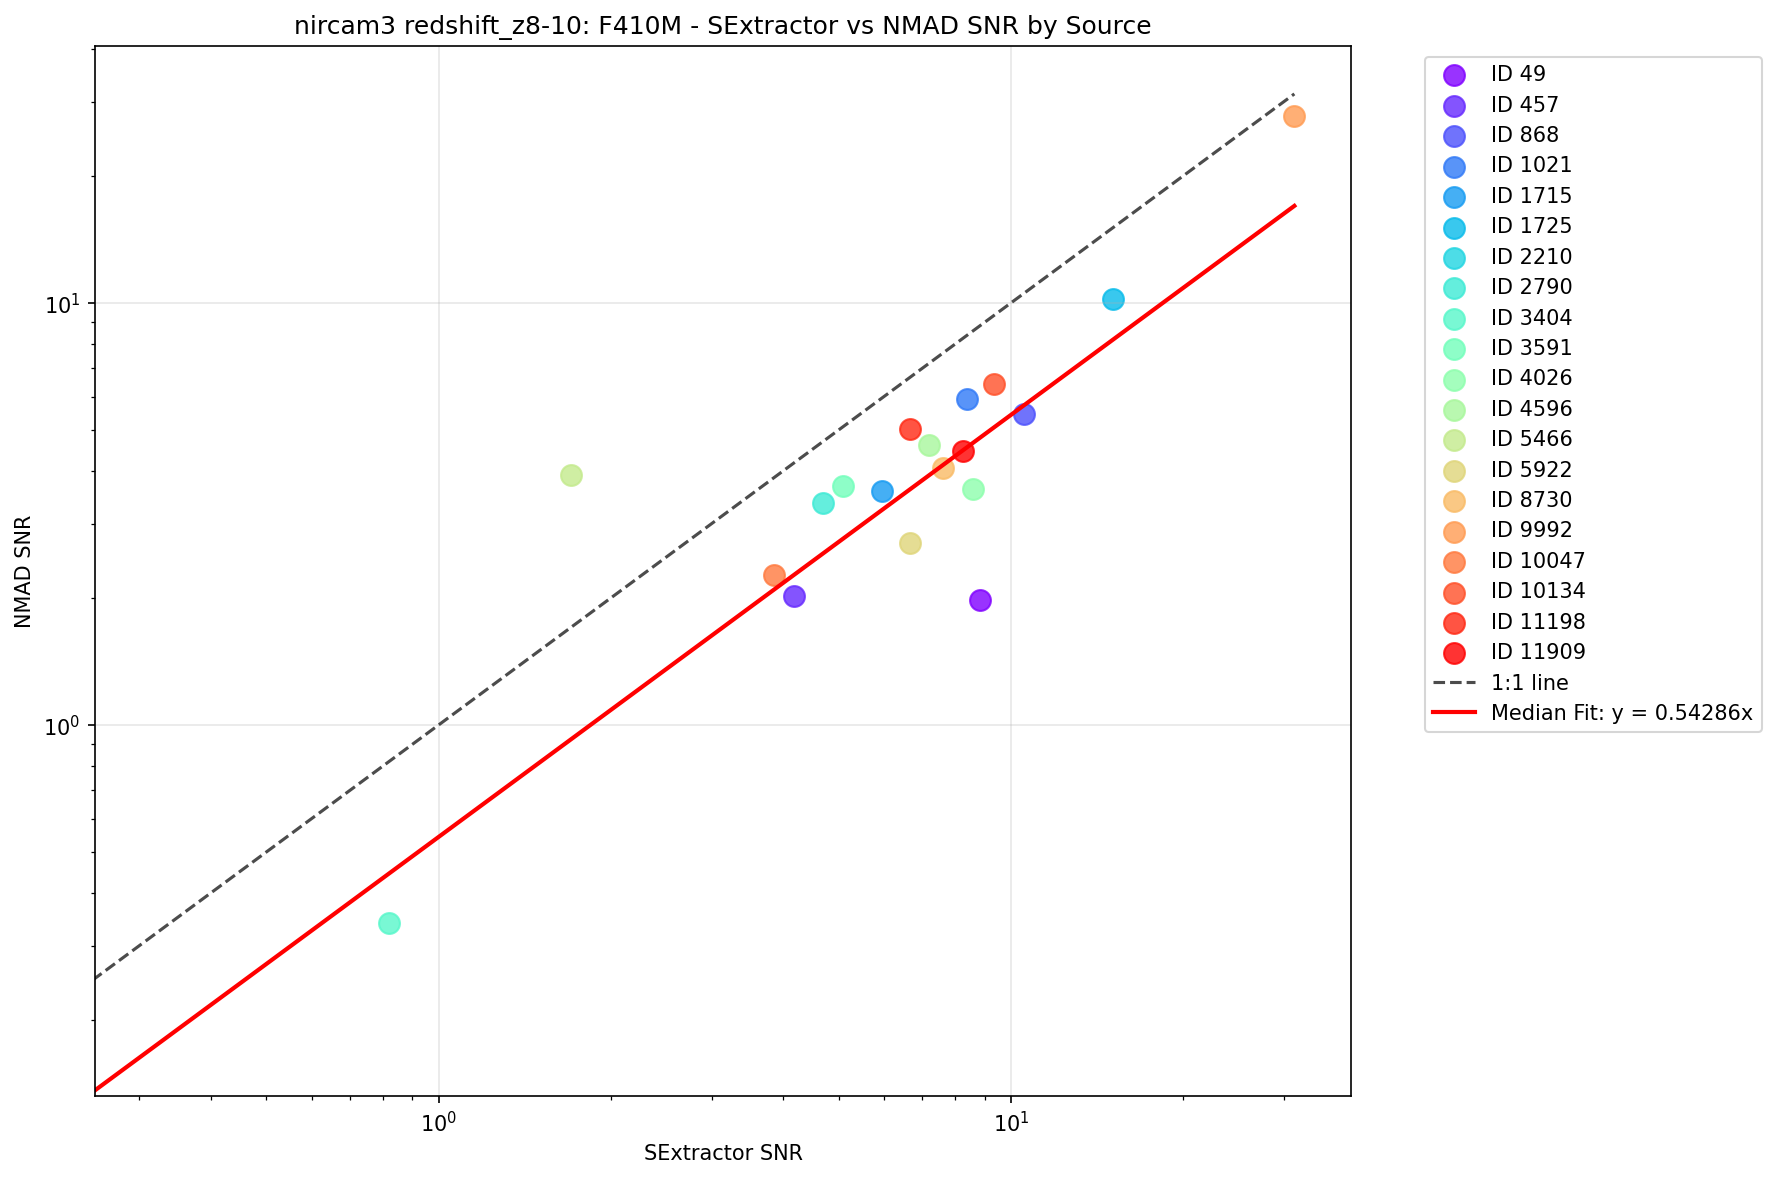 nircam3 redshift_z8-10: F410M - SExtractor vs NMAD SNR by Source
NMAD SNR
10¹
10⁰
10⁰
10¹
SExtractor SNR
ID 49
ID 457
ID 868
ID 1021
ID 1715
ID 1725
ID 2210
ID 2790
ID 3404
ID 3591
ID 4026
ID 4596
ID 5466
ID 5922
ID 8730
ID 9992
ID 10047
ID 10134
ID 11198
ID 11909
1:1 line
Median Fit: y = 0.54286x